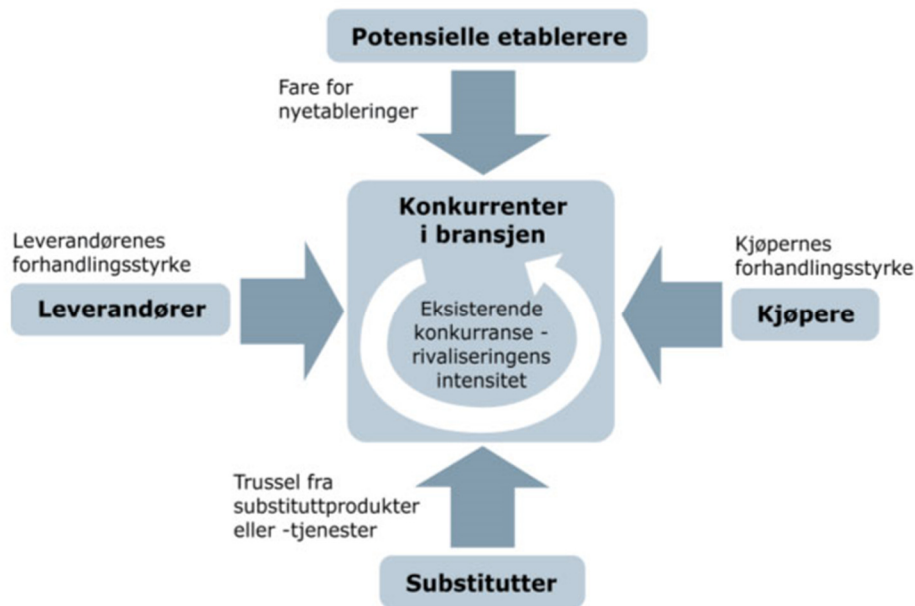 Potensielle etablerere
Fare for
nyetableringer
Konkurrenter
i bransjen
Leverandørenes
forhandlingsstyrke
Leverandører
Eksisterende
konkurranse -
rivaliseringens
intensitet
Kjøpernes
forhandlingsstyrke
Kjøpere
Trussel fra
substituttprodukter
eller -tjenester
Substitutter